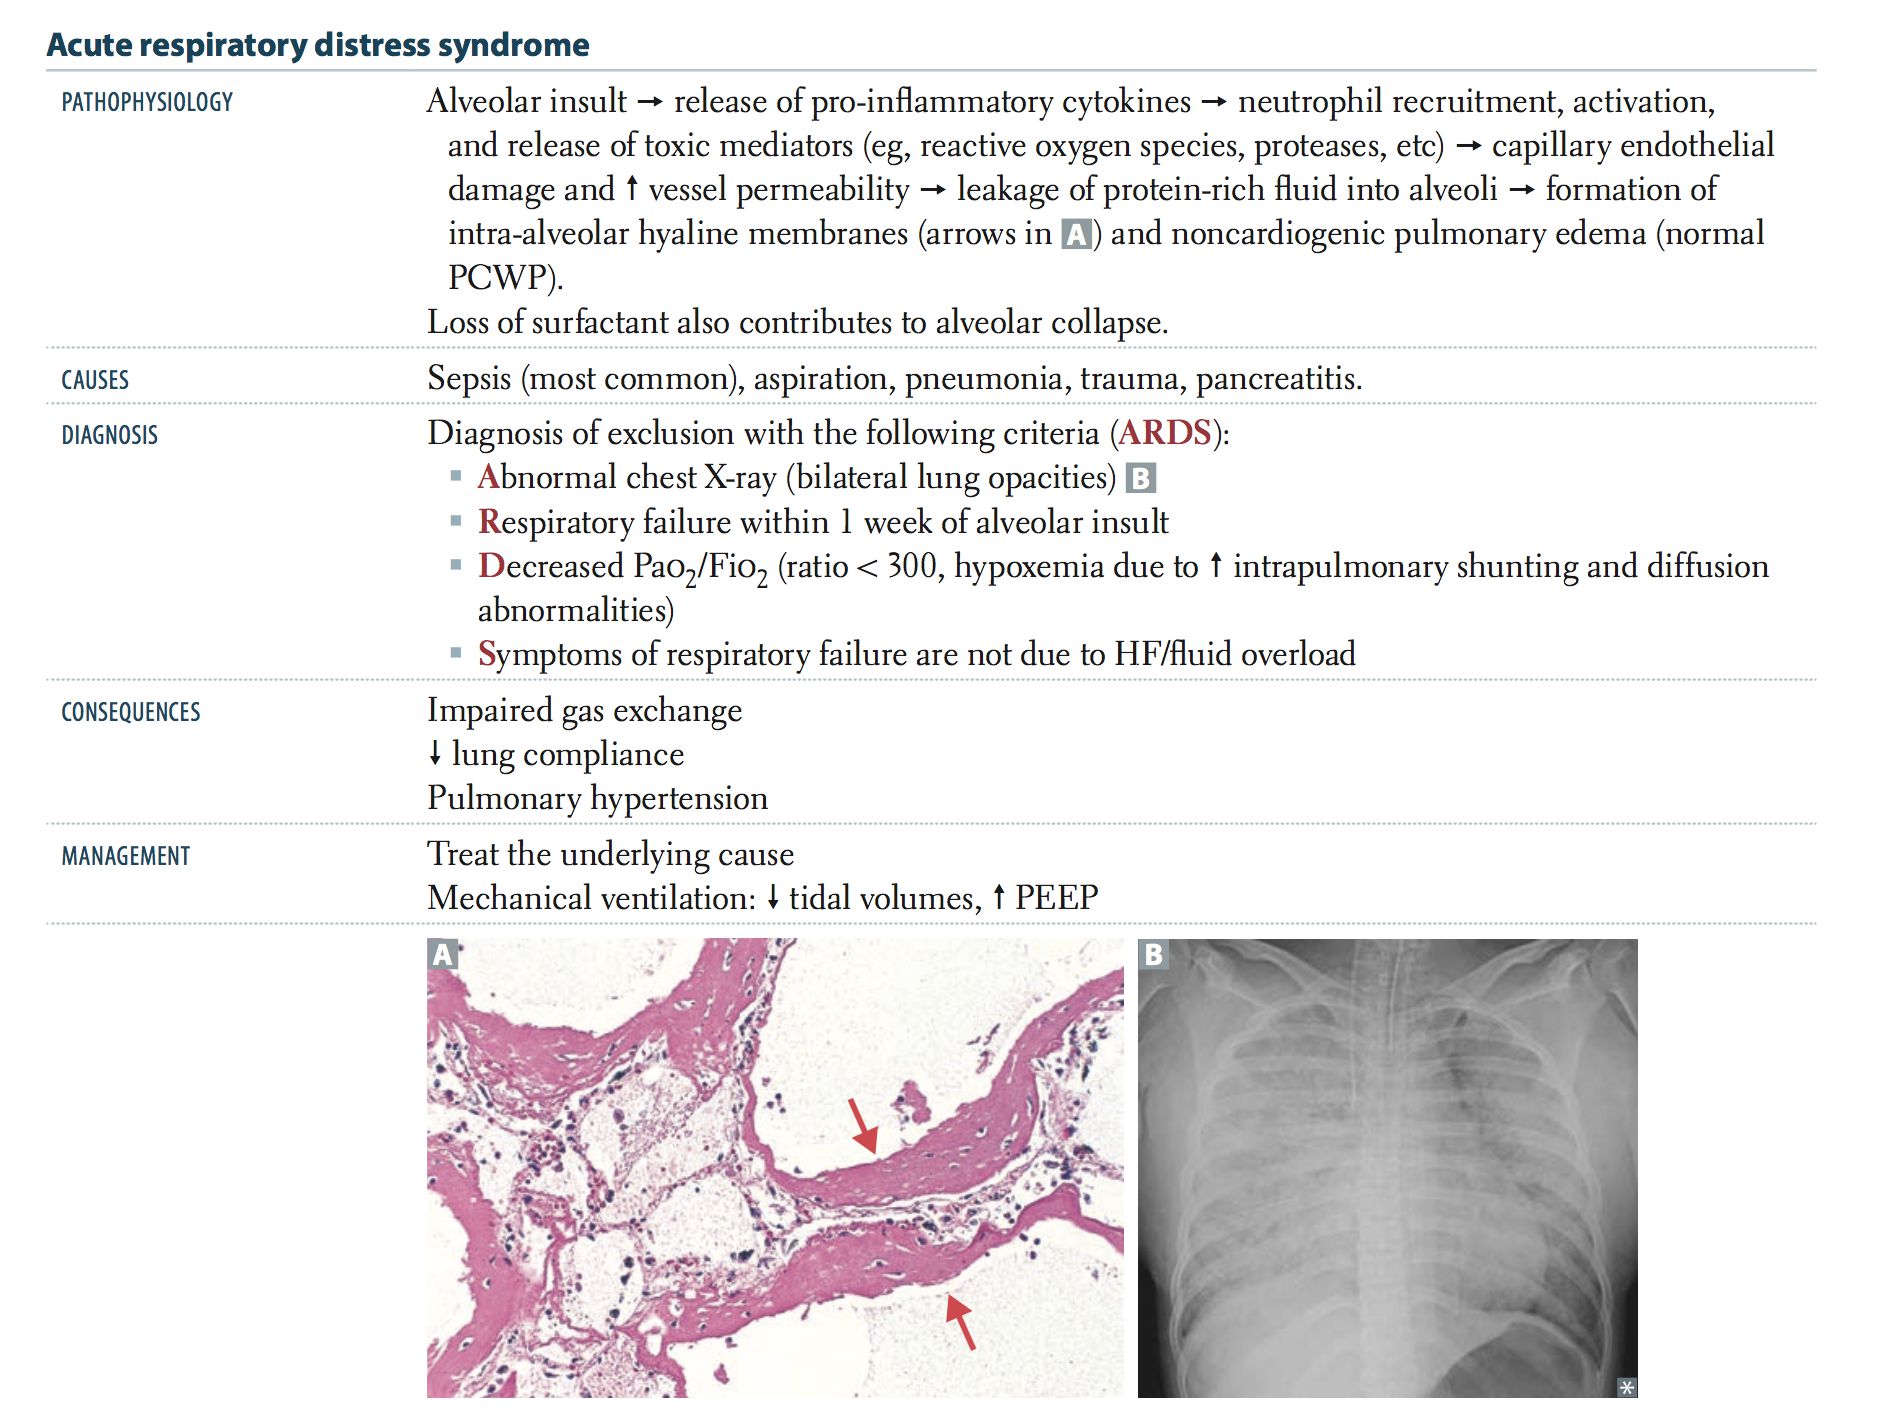 Acute respiratory distress syndrome
PATHOPHYSIOLOGY
Alveolar insult → release of pro-inflammatory cytokines → neutrophil recruitment, activation,
and release of toxic mediators (eg, reactive oxygen species, proteases, etc) → capillary endothelial
damage and ↑ vessel permeability → leakage of protein-rich fluid into alveoli → formation of
intra-alveolar hyaline membranes (arrows in A) and noncardiogenic pulmonary edema (normal
PCWP).
Loss of surfactant also contributes to alveolar collapse.
CAUSES
Sepsis (most common), aspiration, pneumonia, trauma, pancreatitis.
DIAGNOSIS
Diagnosis of exclusion with the following criteria (ARDS):
▪ Abnormal chest X-ray (bilateral lung opacities) B
▪ Respiratory failure within 1 week of alveolar insult
▪ Decreased Pao₂/Fio₂ (ratio < 300, hypoxemia due to ↑ intrapulmonary shunting and diffusion
abnormalities)
▪ Symptoms of respiratory failure are not due to HF/fluid overload
CONSEQUENCES
Impaired gas exchange
↓ lung compliance
Pulmonary hypertension
MANAGEMENT
Treat the underlying cause
Mechanical ventilation: ↓ tidal volumes, ↑ PEEP
A
B
*